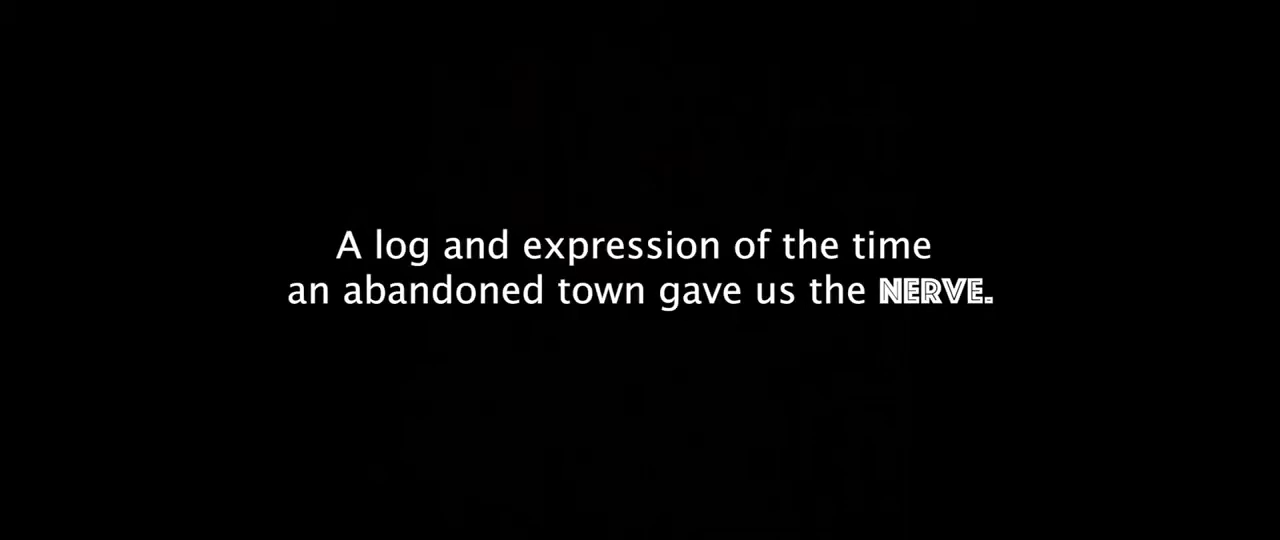 A log and expression of the time
an abandoned town gave us the NERVE.